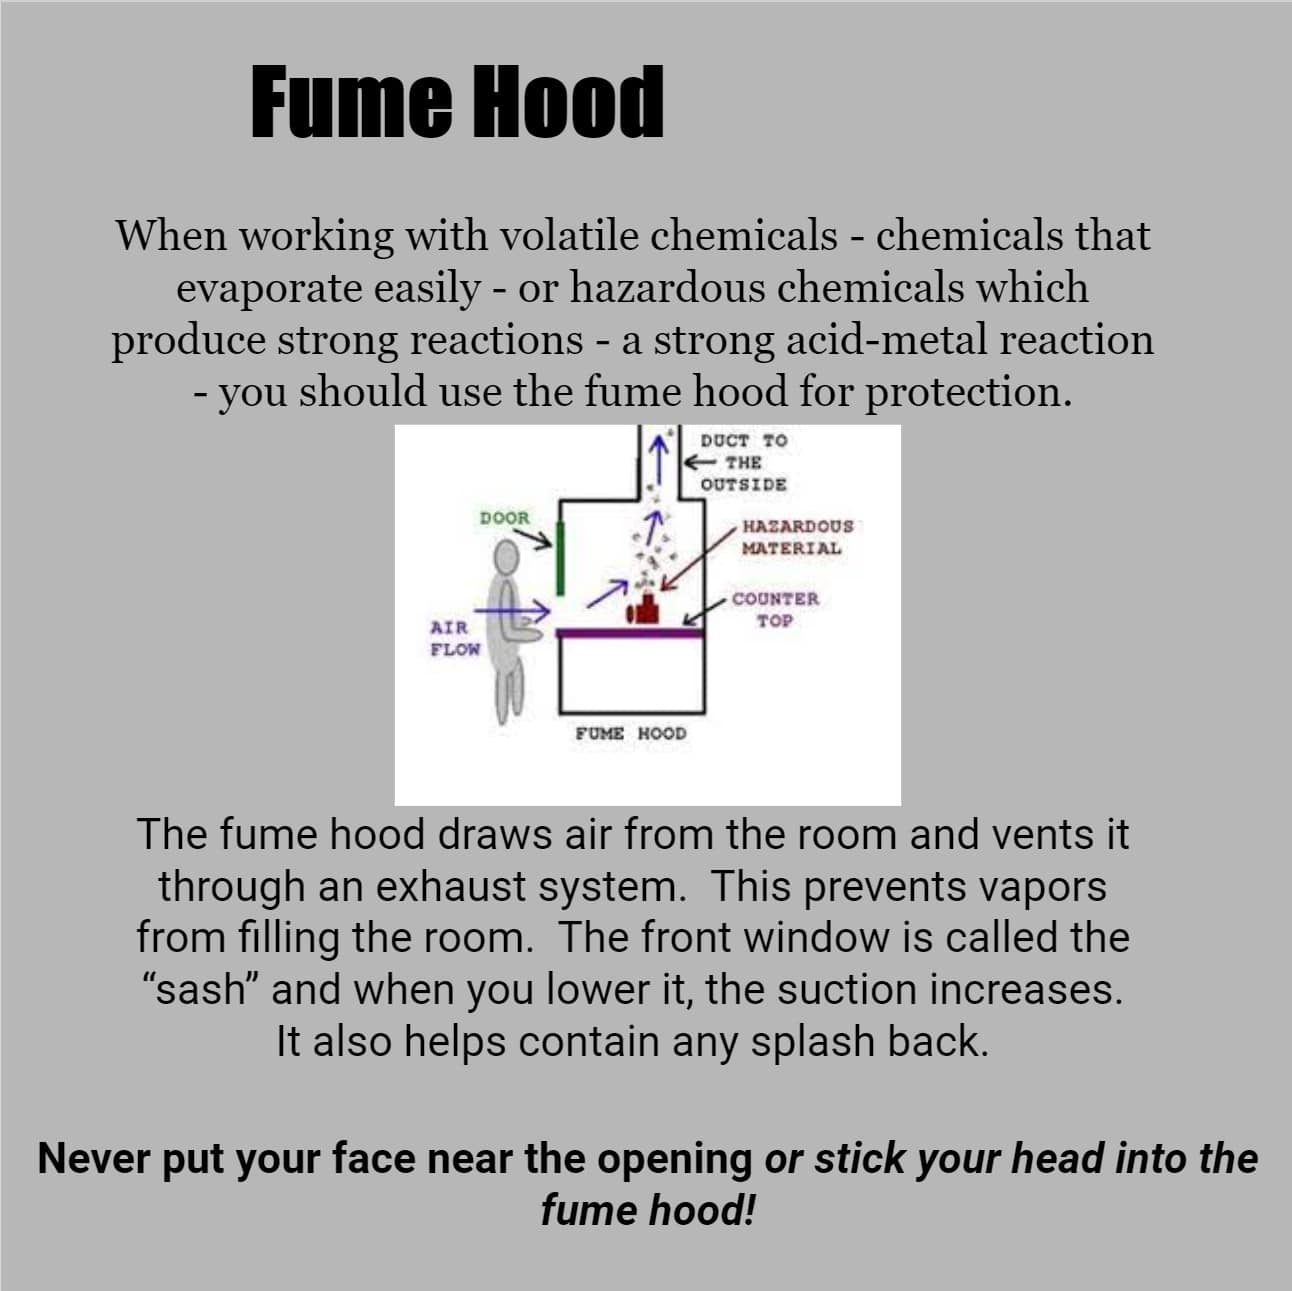 Fume Hood
When working with volatile chemicals - chemicals that
evaporate easily - or hazardous chemicals which
produce strong reactions - a strong acid-metal reaction
- you should use the fume hood for protection.
DUCT TO
THE
OUTSIDE
DOOR
HAZARDOUS
MATERIAL
COUNTER
TOP
AIR
FLOW
FUME HOOD
The fume hood draws air from the room and vents it
through an exhaust system.  This prevents vapors
from filling the room.  The front window is called the
“sash” and when you lower it, the suction increases.
It also helps contain any splash back.
Never put your face near the opening or stick your head into the
fume hood!